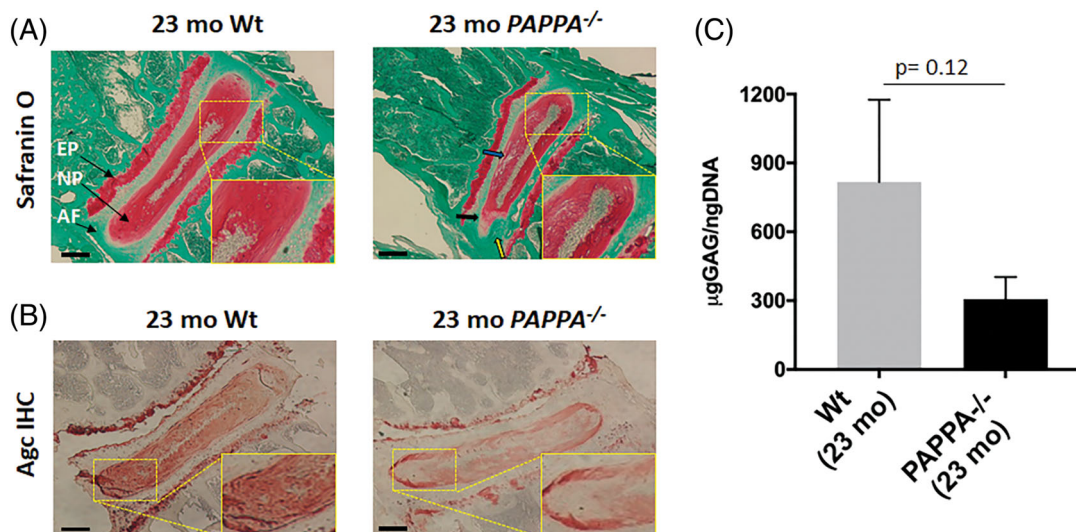 (A)
23 mo Wt
23 mo PAPPA-/-
Safranin O
EP
NP
AF
(B)
23 mo Wt
23 mo PAPPA-/-
Agc IHC
(C)
p= 0.12
1200
900
600
300
0
µgGAG/ngDNA
Wt
(23 mo)
PAPPA-/-
(23 mo)